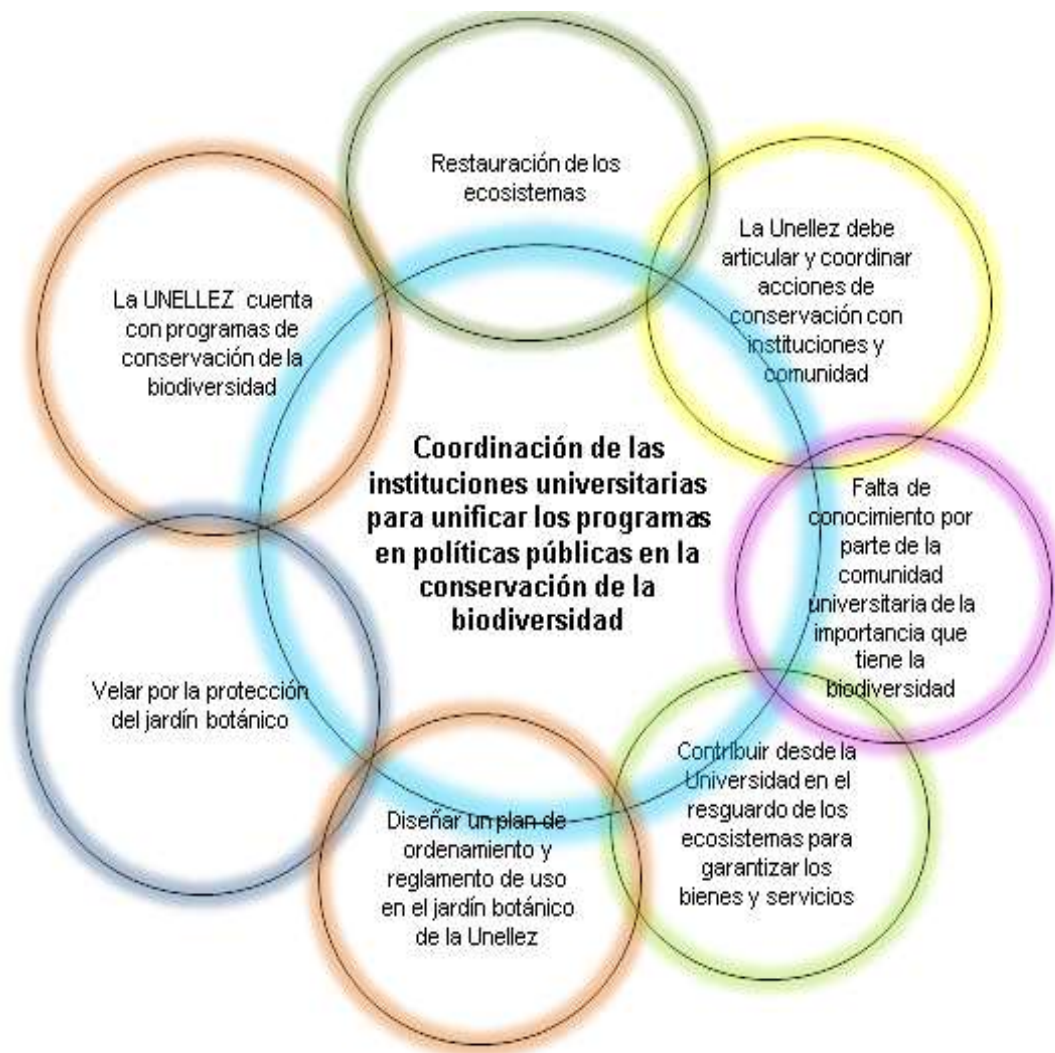 Restauración de los
ecosistemas
La Unellez debe
articular y coordinar
acciones de
conservación con
instituciones y
comunidad
La UNELLEZ cuenta
con programas de
conservación de la
biodiversidad
Coordinación de las
instituciones universitarias
para unificar los programas
en políticas públicas en la
conservación de la
biodiversidad
Falta de
conocimiento por
parte de la
comunidad
universitaria de la
importancia que
tiene la
biodiversidad
Velar por la protección
del jardín botánico
Contribuir desde la
Universidad en el
resguardo de los
ecosistemas para
garantizar los
bienes y servicios
Diseñar un plan de
ordenamiento y
reglamento de uso
en el jardín botánico
de la Unellez